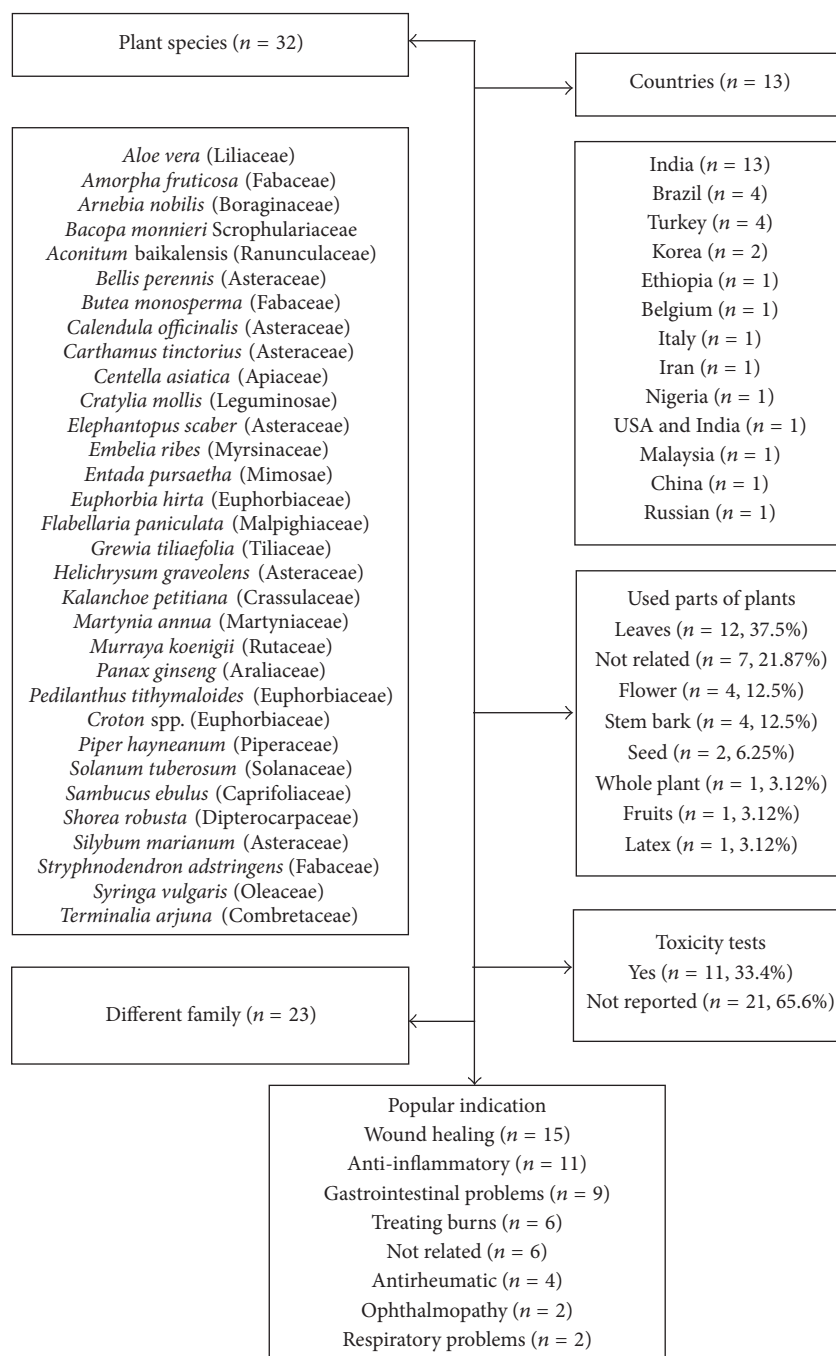 Plant species (n = 32)
Countries (n = 13)
Aloe vera (Liliaceae)
Amorpha fruticosa (Fabaceae)
Arnebia nobilis (Boraginaceae)
Bacopa monnieri Scrophulariaceae
Aconitum baikalensis (Ranunculaceae)
Bellis perennis (Asteraceae)
Butea monosperma (Fabaceae)
Calendula officinalis (Asteraceae)
Carthamus tinctorius (Asteraceae)
Centella asiatica (Apiaceae)
Cratylia mollis (Leguminosae)
Elephantopus scaber (Asteraceae)
Embelia ribes (Myrsinaceae)
Entada pursaetha (Mimosae)
Euphorbia hirta (Euphorbiaceae)
Flabellaria paniculata (Malpighiaceae)
Grewia tiliaefolia (Tiliaceae)
Helichrysum graveolens (Asteraceae)
Kalanchoe petitiana (Crassulaceae)
Martynia annua (Martyniaceae)
Murraya koenigii (Rutaceae)
Panax ginseng (Araliaceae)
Pedilanthus tithymaloides (Euphorbiaceae)
Croton spp. (Euphorbiaceae)
Piper hayneanum (Piperaceae)
Solanum tuberosum (Solanaceae)
Sambucus ebulus (Caprifoliaceae)
Shorea robusta (Dipterocarpaceae)
Silybum marianum (Asteraceae)
Stryphnodendron adstringens (Fabaceae)
Syringa vulgaris (Oleaceae)
Terminalia arjuna (Combretaceae)
India (n = 13)
Brazil (n = 4)
Turkey (n = 4)
Korea (n = 2)
Ethiopia (n = 1)
Belgium (n = 1)
Italy (n = 1)
Iran (n = 1)
Nigeria (n = 1)
USA and India (n = 1)
Malaysia (n = 1)
China (n = 1)
Russian (n = 1)
Used parts of plants
Leaves (n = 12, 37.5%)
Not related (n = 7, 21.87%)
Flower (n = 4, 12.5%)
Stem bark (n = 4, 12.5%)
Seed (n = 2, 6.25%)
Whole plant (n = 1, 3.12%)
Fruits (n = 1, 3.12%)
Latex (n = 1, 3.12%)
Toxicity tests
Yes (n = 11, 33.4%)
Not reported (n = 21, 65.6%)
Different family (n = 23)
Popular indication
Wound healing (n = 15)
Anti-inflammatory (n = 11)
Gastrointestinal problems (n = 9)
Treating burns (n = 6)
Not related (n = 6)
Antirheumatic (n = 4)
Ophthalmopathy (n = 2)
Respiratory problems (n = 2)